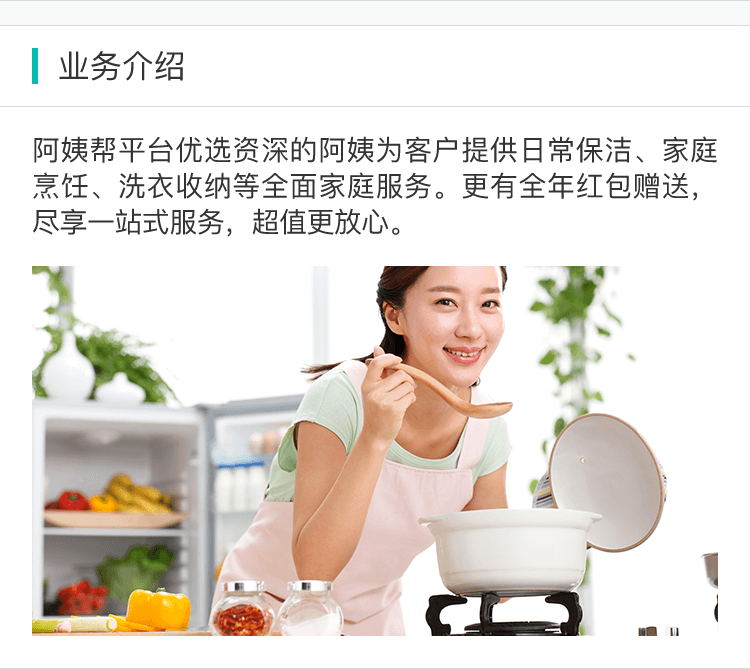 业务介绍
阿姨帮平台优选资深的阿姨为客户提供日常保洁、家庭
烹饪、洗衣收纳等全面家庭服务。更有全年红包赠送，
尽享一站式服务，超值更放心。